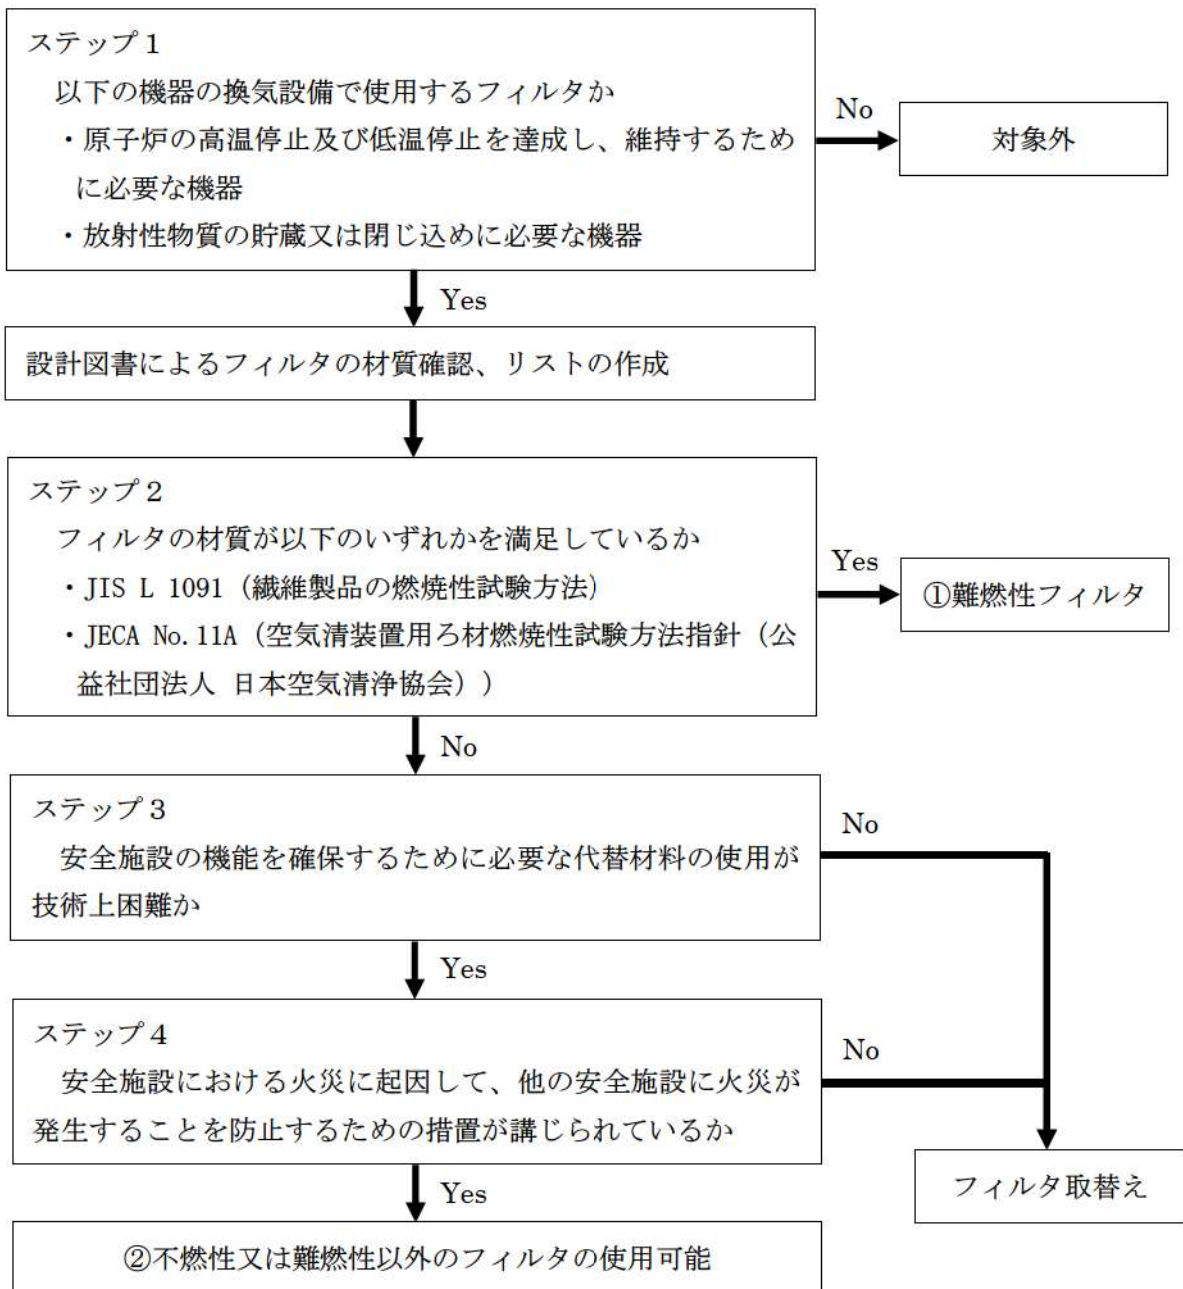 ステップ１
以下の機器の換気設備で使用するフィルタか
・原子炉の高温停止及び低温停止を達成し、維持するため
に必要な機器
・放射性物質の貯蔵又は閉じ込めに必要な機器
No
対象外
Yes
設計図書によるフィルタの材質確認、リストの作成
ステップ２
フィルタの材質が以下のいずれかを満足しているか
・JIS L 1091（繊維製品の燃焼性試験方法）
・JECA No.11A（空気清装置用ろ材燃焼性試験方法指針（公
益社団法人 日本空気清浄協会））
Yes
①難燃性フィルタ
No
ステップ３
安全施設の機能を確保するために必要な代替材料の使用が
技術上困難か
No
Yes
ステップ４
安全施設における火災に起因して、他の安全施設に火災が
発生することを防止するための措置が講じられているか
No
フィルタ取替え
Yes
②不燃性又は難燃性以外のフィルタの使用可能